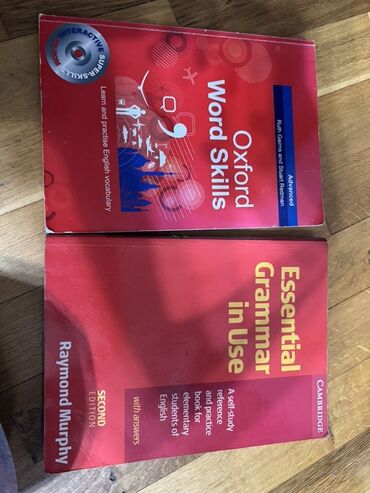 Oxford
Word Skills
Advanced
Ruth Gairns and Stuart Redman
Learn and practise English vocabulary
INTERACTIVE SUPER-SKILL
CAMBRIDGE
Essential
Grammar
in Use
A self-study
reference
and practice
book for
elementary
students of
English
with answers
SECOND
EDITION
Raymond Murphy